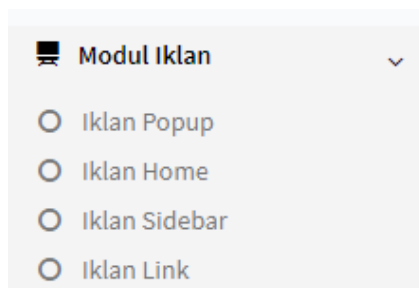 Modul Iklan
Iklan Popup
Iklan Home
Iklan Sidebar
Iklan Link